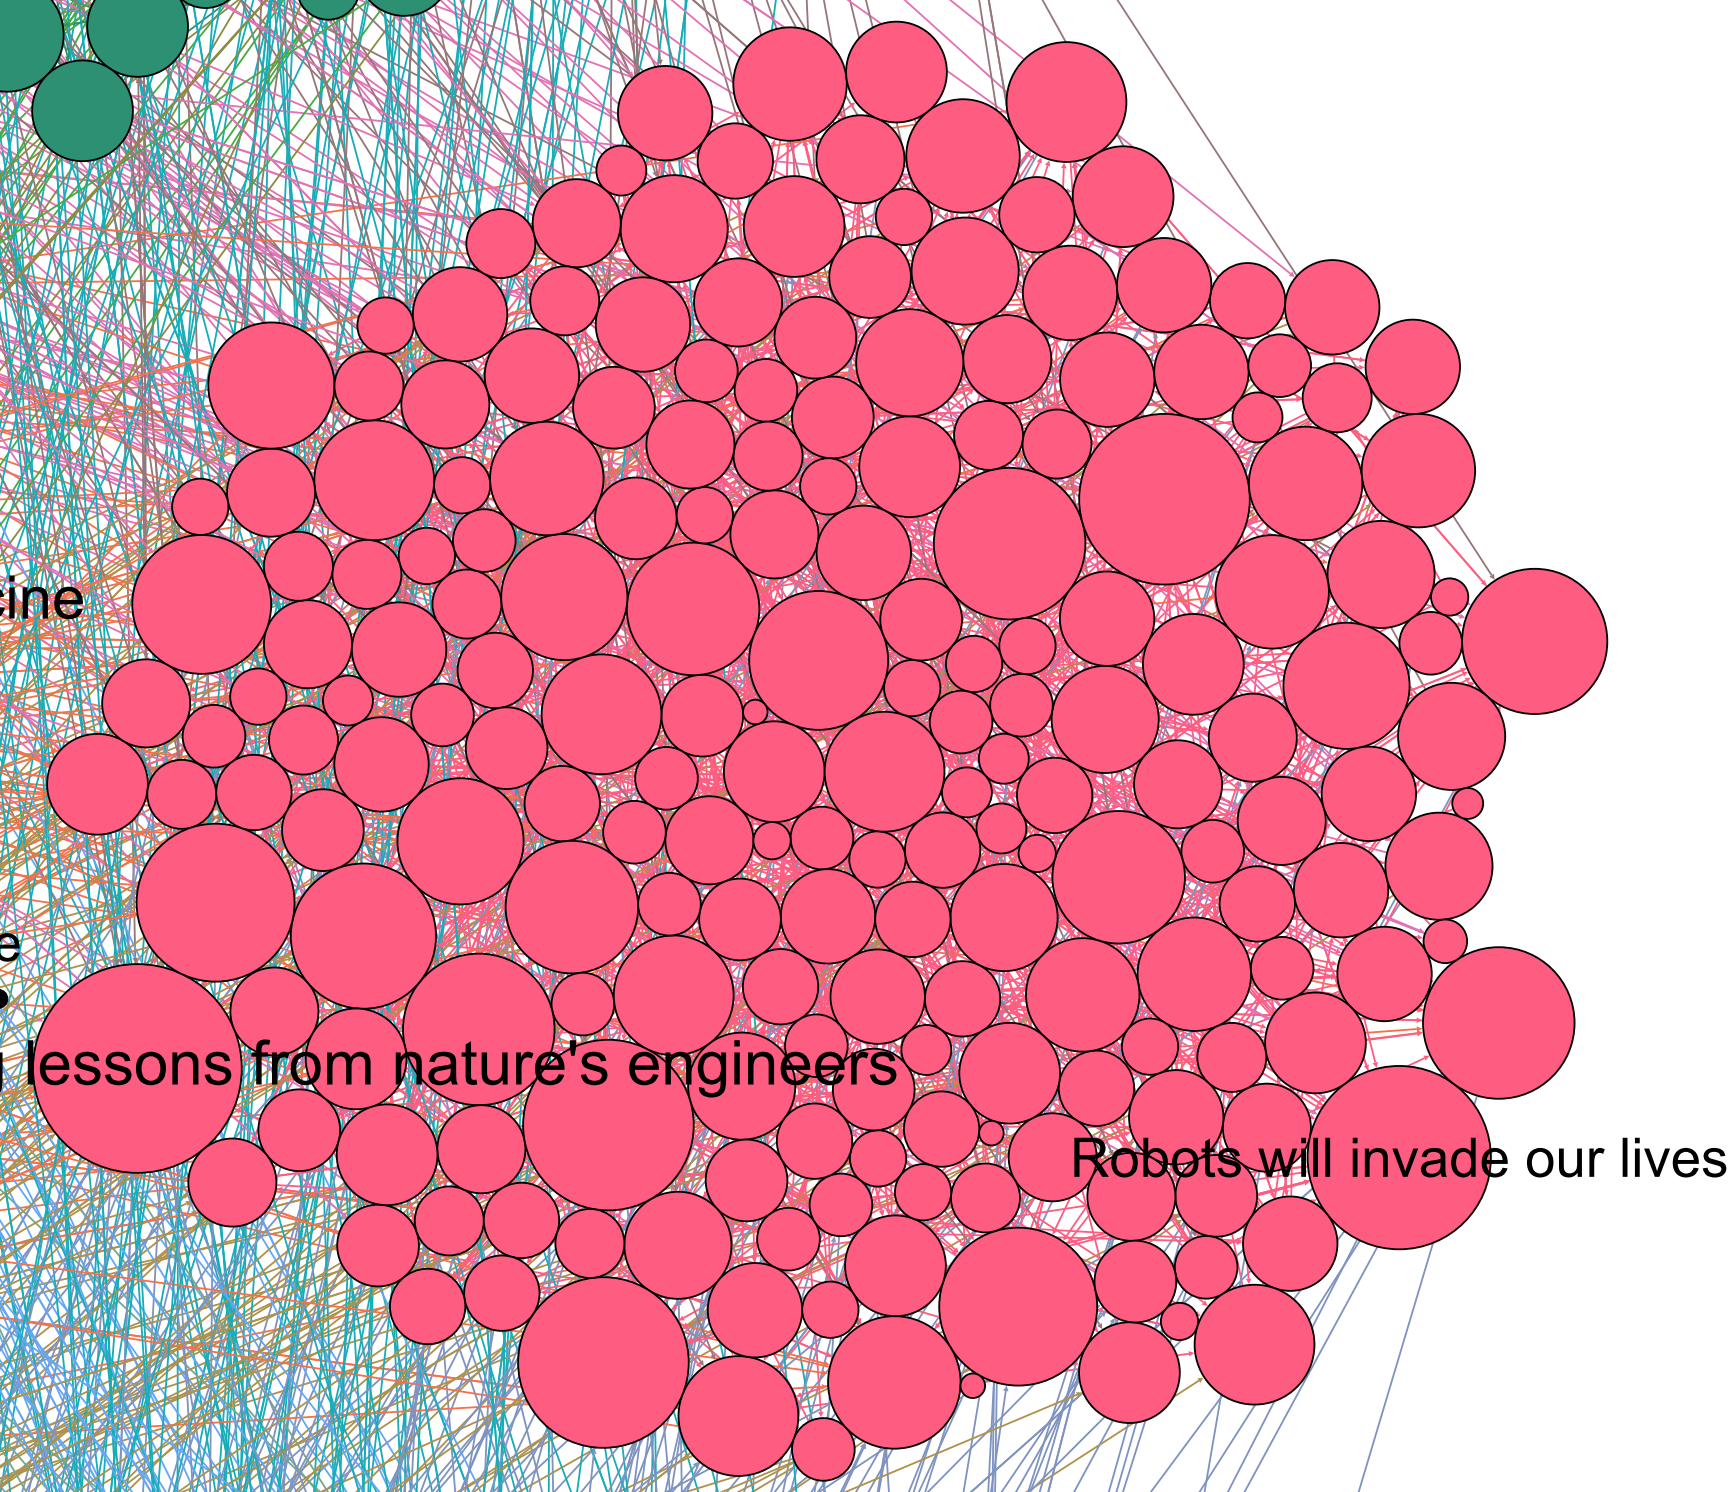 cine
e
lessons from nature's engineers
Robots will invade our lives